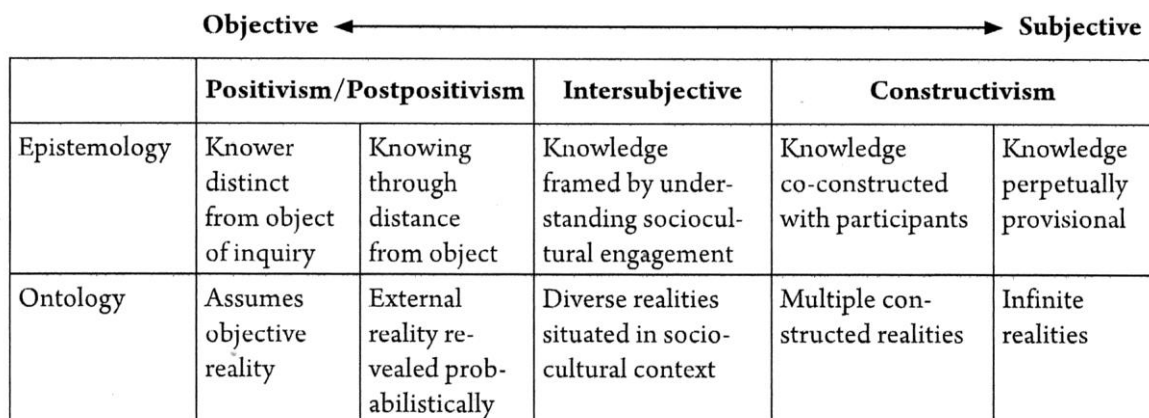 Objective Subjective
Positivism/Postpositivism Intersubjective Constructivism
Epistemology Knower Knowing Knowledge Knowledge Knowledge
distinct through framed by under- co-constructed perpetually
from object distance standing sociocul- with participants provisional
of inquiry from object tural engagement
Ontology Assumes External Diverse realities Multiple con- Infinite
objective reality re- situated in socio- structed realities realities
reality vealed prob- cultural context
abilistically